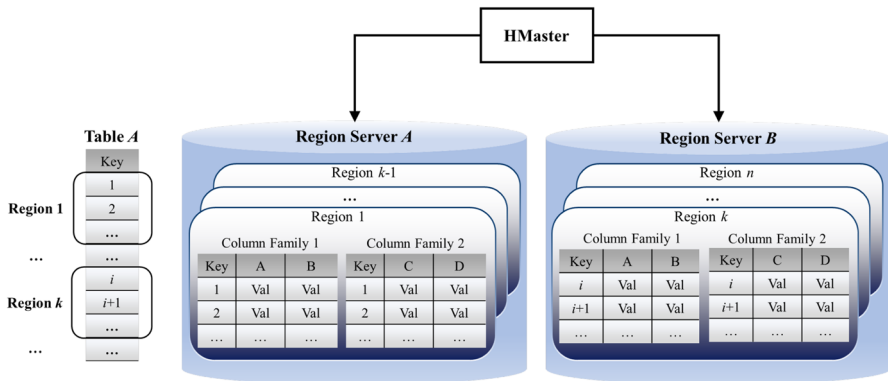 HMaster
Table A
Key
1
2
...
...
i
i+1
...
...
Region 1
...
Region k
...
Region Server A
Region k-1
...
Region 1
Column Family 1
Key A B
1 Val Val
2 Val Val
... ... ...
Column Family 2
Key C D
1 Val Val
2 Val Val
... ... ...
Region Server B
Region n
...
Region k
Column Family 1
Key A B
i Val Val
i+1 Val Val
... ... ...
Column Family 2
Key C D
i Val Val
i+1 Val Val
... ... ...